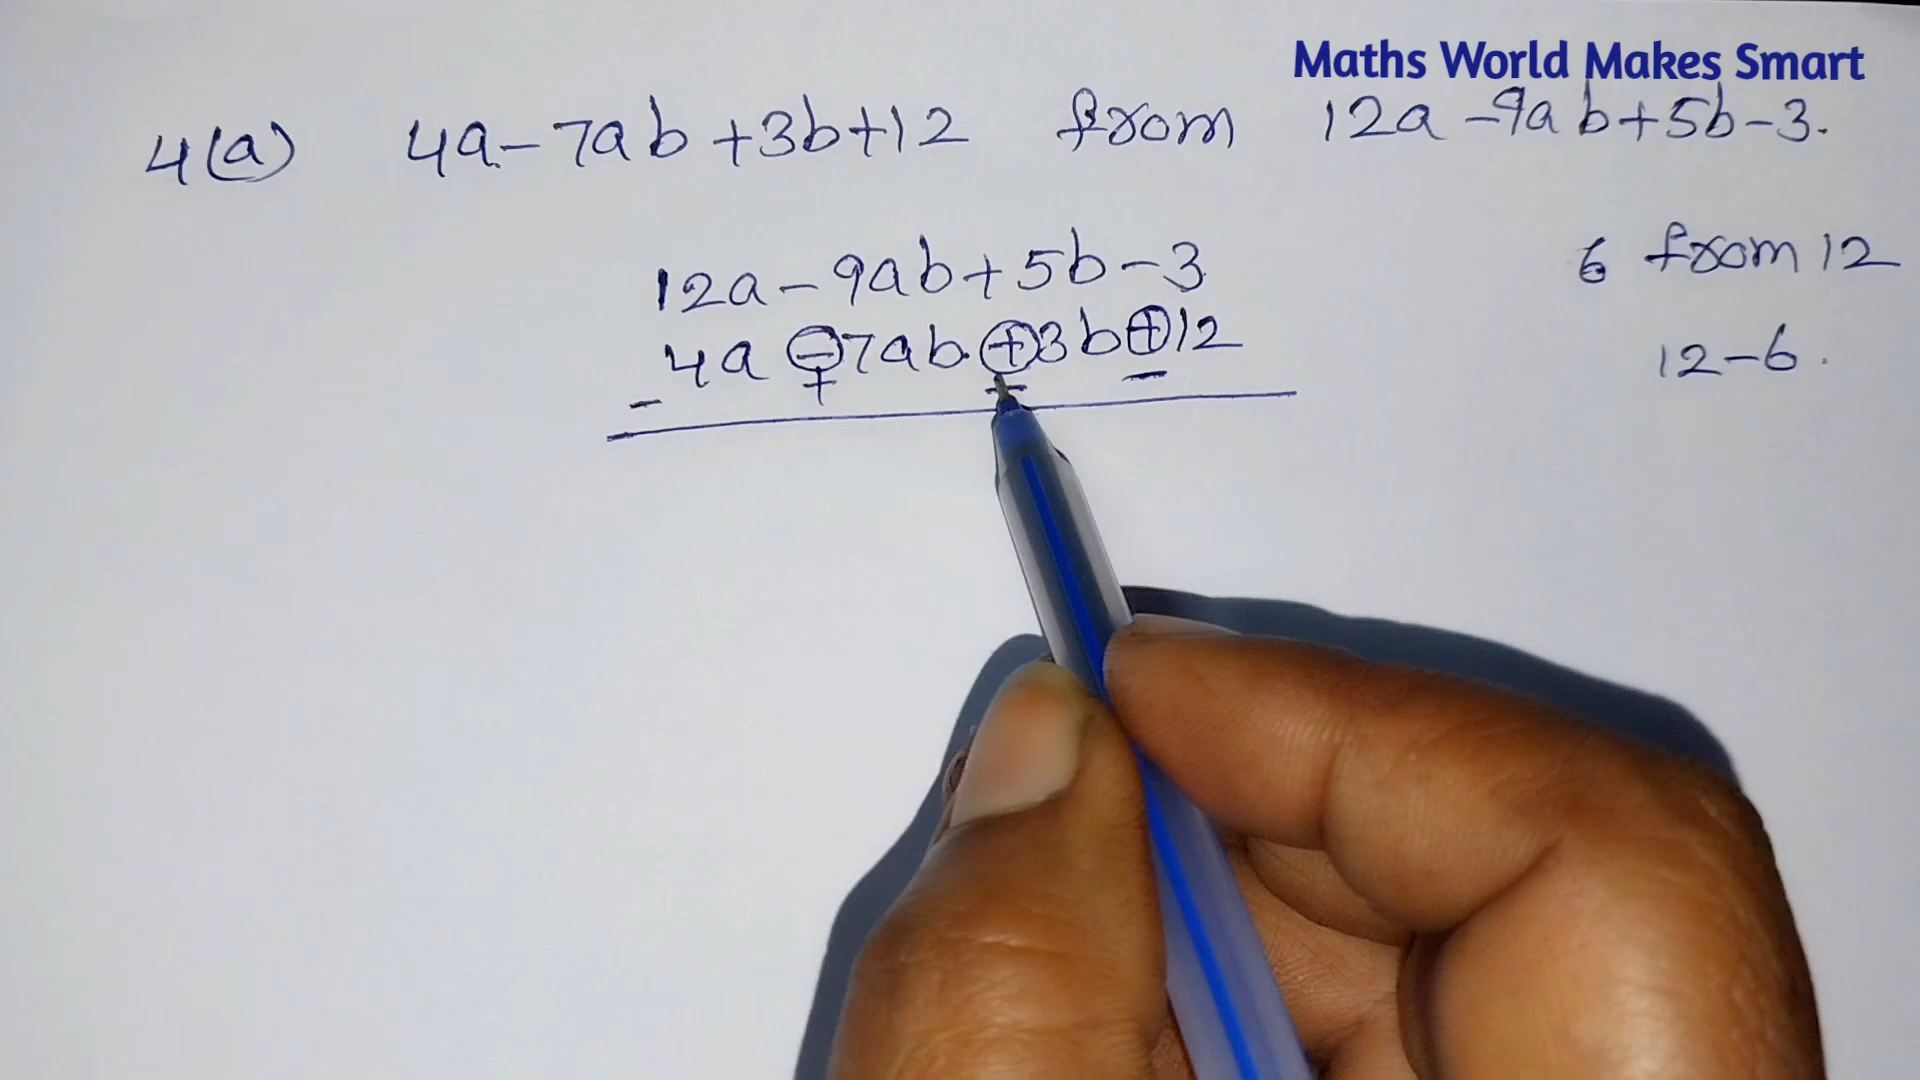 Maths World Makes Smart
4(a) 4a-7ab+3b+12 from 12a-9ab+5b-3.
12a-9ab+5b-3
4a-7ab+3b+12
- + - -
6 from 12
12-6.